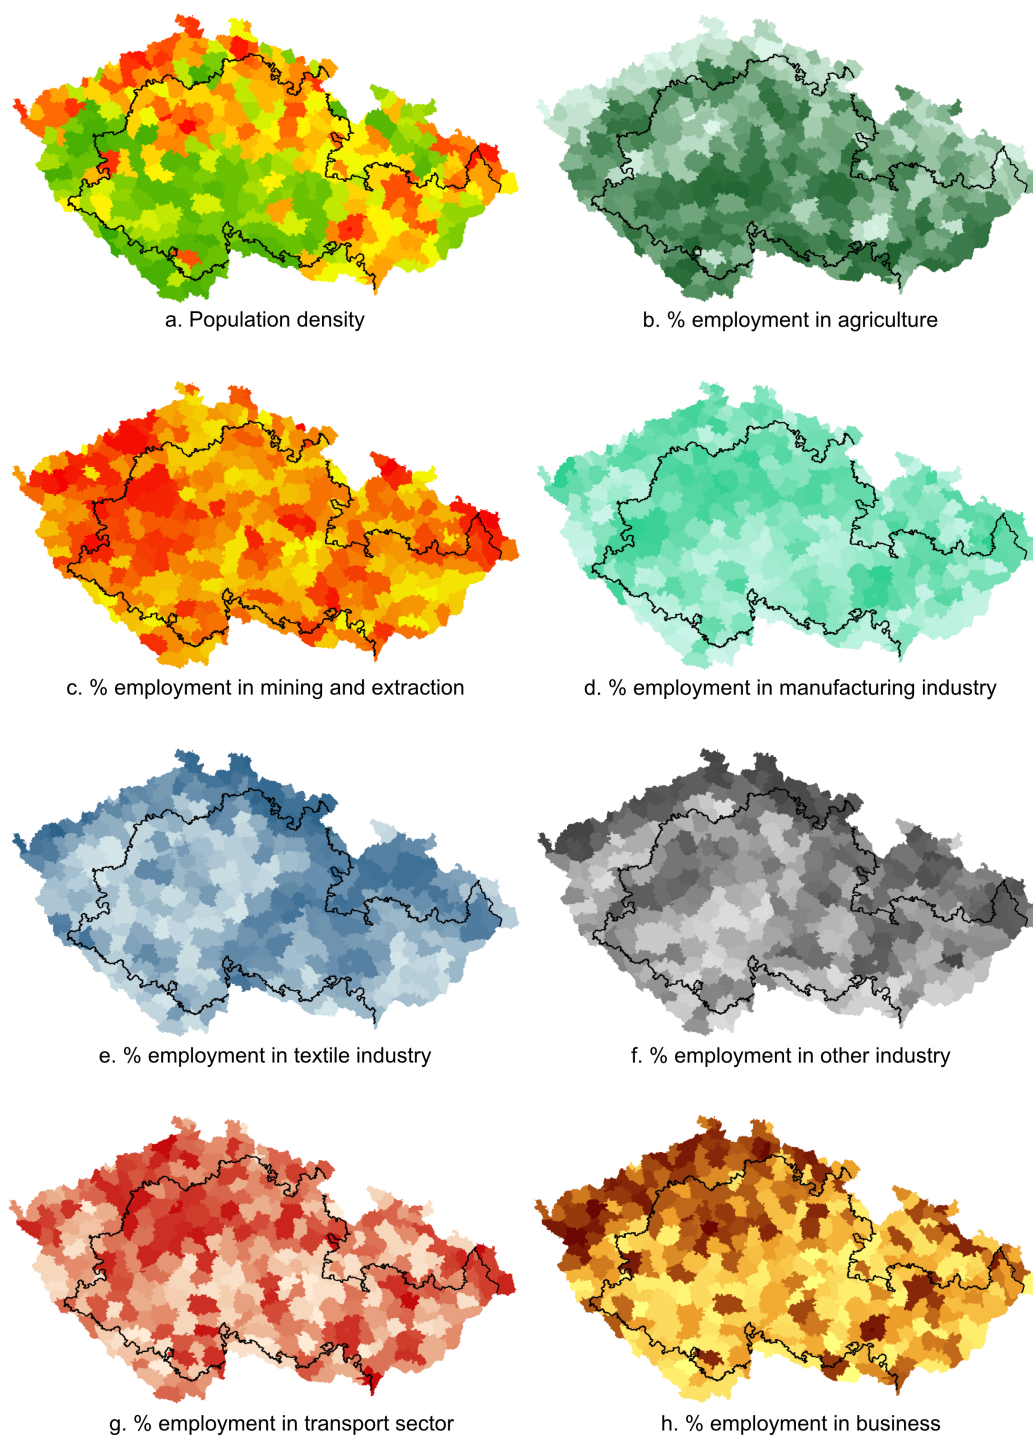 a. Population density
b. % employment in agriculture
c. % employment in mining and extraction
d. % employment in manufacturing industry
e. % employment in textile industry
f. % employment in other industry
g. % employment in transport sector
h. % employment in business